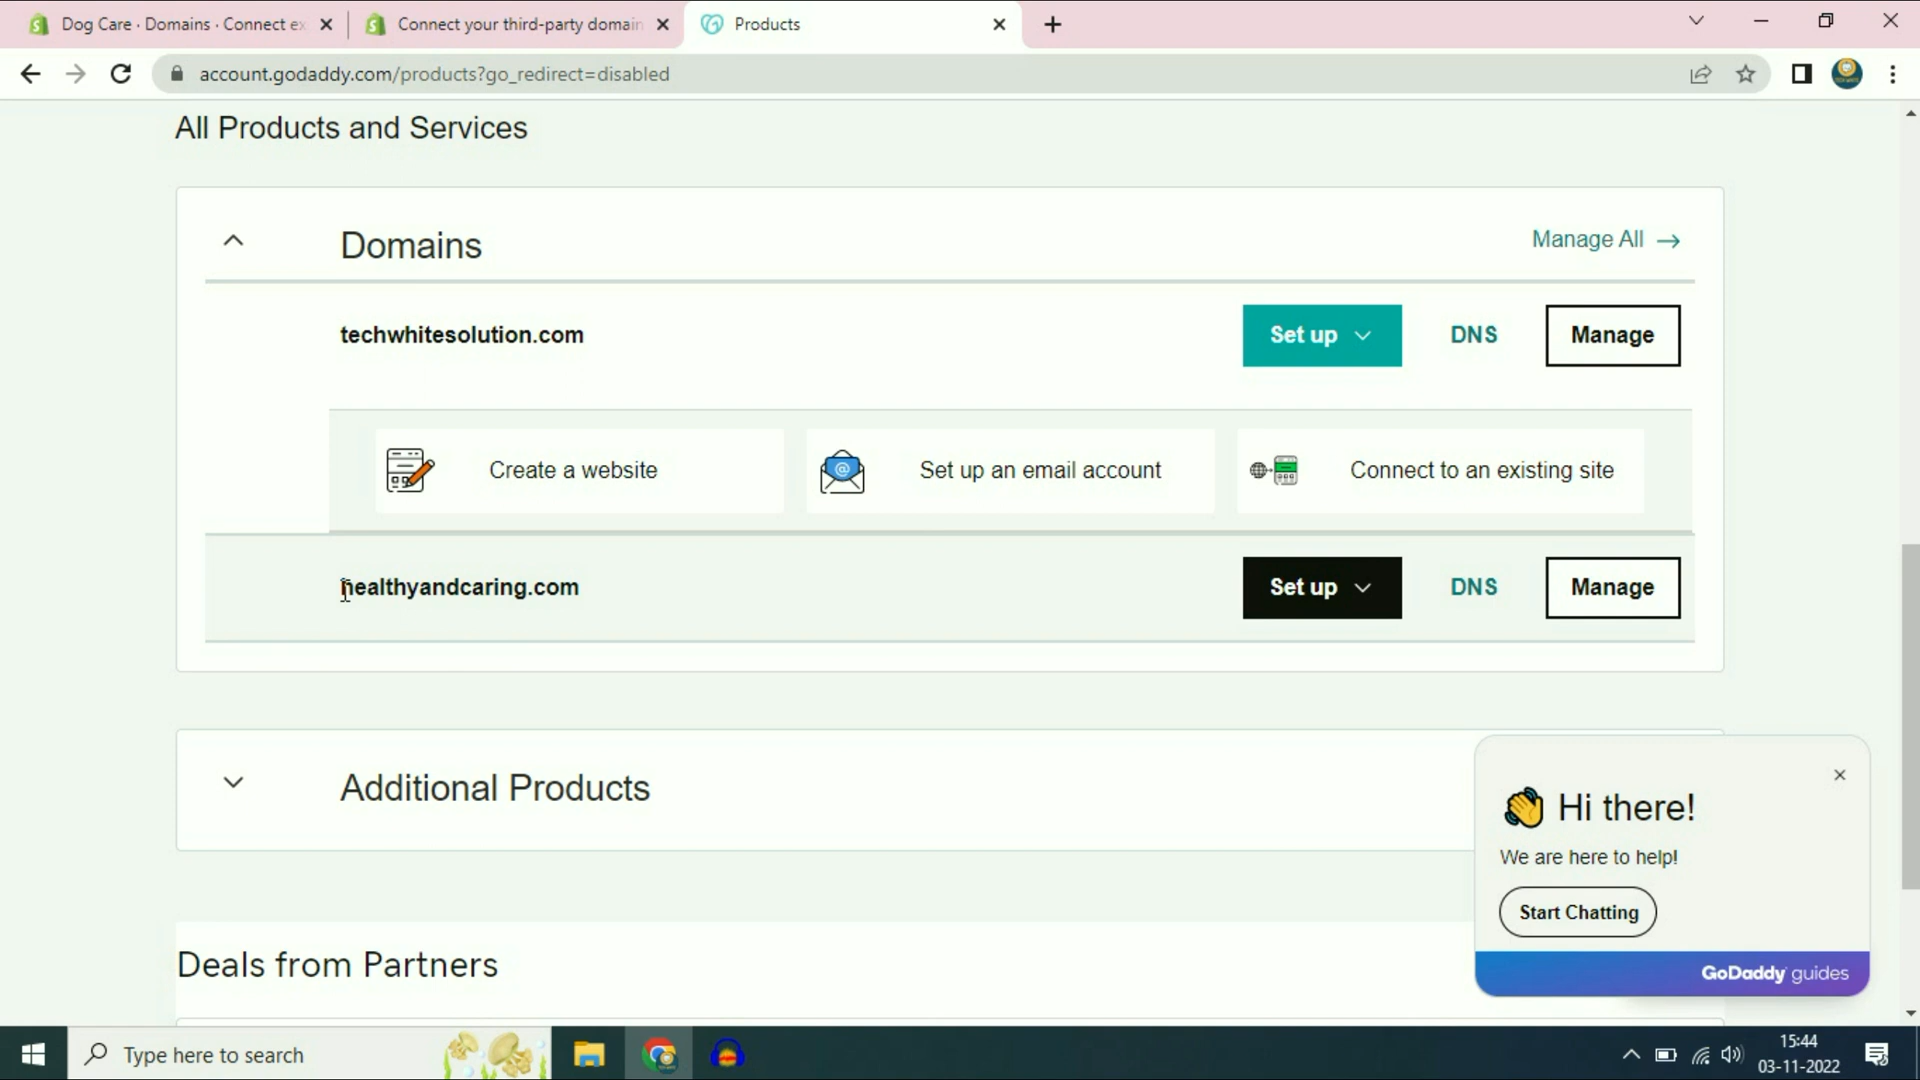 Dog Care · Domains · Connect ex
Connect your third-party domain
Products
account.godaddy.com/products?go_redirect=disabled
All Products and Services
Domains
Manage All →
techwhitesolution.com
Set up
DNS
Manage
Create a website
Set up an email account
Connect to an existing site
healthyandcaring.com
Set up
DNS
Manage
Additional Products
Hi there!
We are here to help!
Start Chatting
GoDaddy guides
Deals from Partners
Type here to search
15:44
03-11-2022